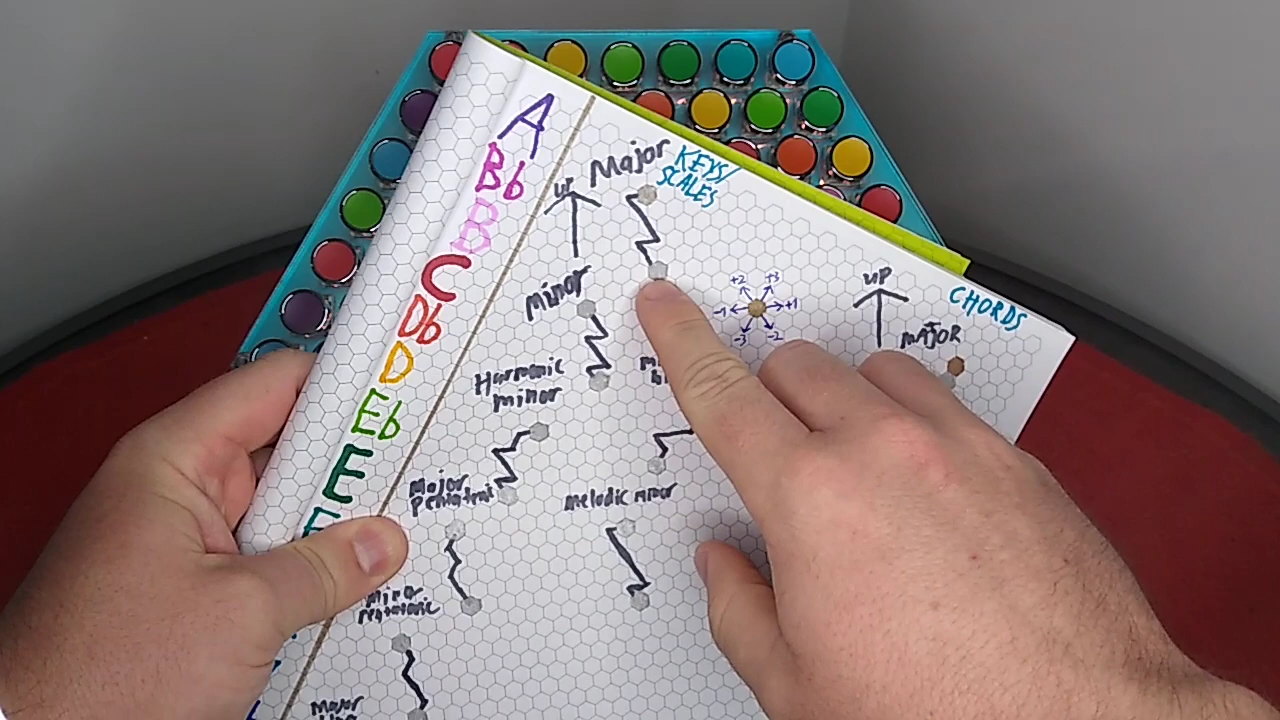 A
Bb
B
C
Db
D
Eb
E
Major
KEYS/
SCALES
UP
minor
Harmonic
minor
Major
pentatonic
melodic minor
minor
pentatonic
Major
+2 +3
-1 +1
-3 -2
UP
CHORDS
MAJOR